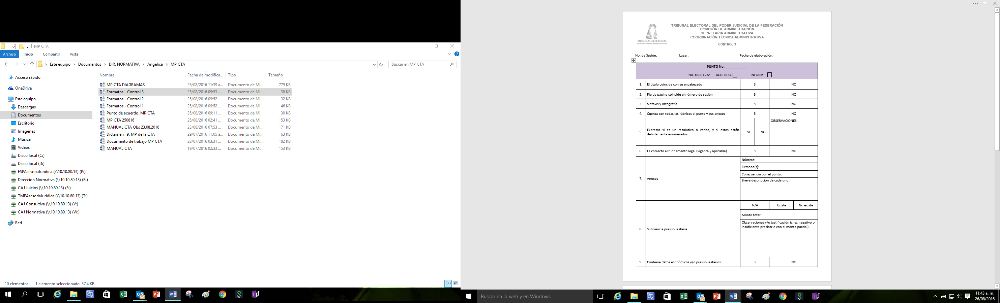 MP CTA
Archivo Inicio Compartir Vista
Este equipo > Documentos > DIR. NORMATIVA > Angelica > MP CTA
Buscar en MP CTA
Nombre Fecha de modifica... Tipo Tamaño
MP CTA DIAGRAMAS 26/08/2016 11:39 a... Documento de Mi... 779 KB
Formatos - Control 3 25/08/2016 09:53 ... Documento de Mi... 38 KB
Formatos - Control 2 25/08/2016 09:52 ... Documento de Mi... 32 KB
Formatos - Control 1 25/08/2016 09:52 ... Documento de Mi... 46 KB
Punto de acuerdo. MP CTA 25/08/2016 09:11 ... Documento de Mi... 30 KB
MP CTA 250816 25/08/2016 02:41 ... Documento de Mi... 153 KB
MANUAL CTA Obs 23.08.2016 23/08/2016 07:53 ... Documento de Mi... 171 KB
Dictamen 19. MP de la CTA 29/07/2016 11:05 a... Documento de Mi... 63 KB
Documento de trabajo MP CTA 28/07/2016 03:31 ... Documento de Mi... 182 KB
MANUAL CTA 19/07/2016 02:33 ... Documento de Mi... 153 KB
Acceso rápido
OneDrive
Este equipo
Descargas
Documentos
Escritorio
Imágenes
Música
Vídeos
Disco local (C:)
Disco local (D:)
ESPAsesoriaJuridica (\\10.10.80.13) (P:)
Direccion Normativa (\\10.10.80.13) (R:)
CAJ Juicios (\\10.10.80.13) (S:)
TMPAsesoriaJuridica (\\10.10.80.13) (T:)
CAJ Consultiva (\\10.10.80.13) (V:)
CAJ Normativa (\\10.10.80.13) (W:)
Red
10 elementos 1 elemento seleccionado 37.4 KB
TRIBUNAL ELECTORAL DEL PODER JUDICIAL DE LA FEDERACIÓN
COMISIÓN DE ADMINISTRACIÓN
SECRETARIA ADMINISTRATIVA
COORDINACIÓN TÉCNICA ADMINISTRATIVA
TRIBUNAL ELECTORAL
del Poder Judicial de la Federación
CONTROL 3
No. de Sesión:__________ Lugar:_________________________ Fecha de elaboración:________________________
PUNTO No.____________
NATURALEZA: ACUERDO INFORME
1. El título coincide con su encabezado SI NO
2. Pie de página coincide el número de sesión SI NO
3. Sintaxis y ortografía SI NO
4. Cuenta con todas las rúbricas el punto y sus anexos SI NO
OBSERVACIONES:
5. Expresar si es un resolutivo o varios, y si estos están
debidamente enumerados SI NO
6. Es correcto el fundamento legal (vigente y aplicable) SI NO
7. Anexos
Número:
Firmado(s):
Congruencia con el punto:
Breve descripción de cada uno:
8. Suficiencia presupuestaria
N/A Existe No existe
Monto total:
Observaciones y/o justificación (si es negativo o
insuficiente precisarlo con el monto parcial).
9. Contiene datos económicos y/o presupuestarios SI NO
Buscar en la web y en Windows
11:43 a. m.
26/08/2016